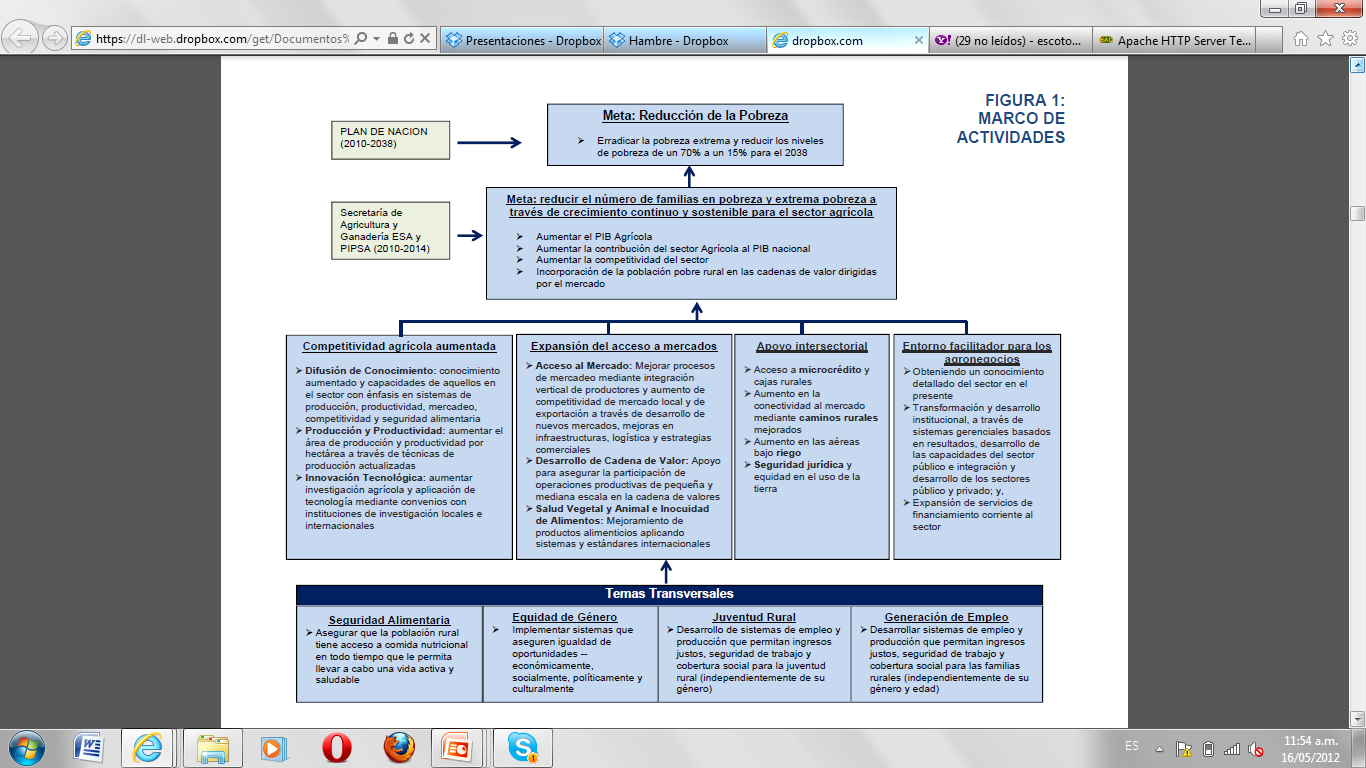 https://dl-web.dropbox.com/get/Documentos%
Presentaciones - Dropbox
Hambre - Dropbox
dropbox.com
(29 no leídos) - escoto...
Apache HTTP Server Te...
FIGURA 1:
MARCO DE
ACTIVIDADES
PLAN DE NACION
(2010-2038)
Meta: Reducción de la Pobreza
Erradicar la pobreza extrema y reducir los niveles
de pobreza de un 70% a un 15% para el 2038
Secretaría de
Agricultura y
Ganadería ESA y
PIPSA (2010-2014)
Meta: reducir el número de familias en pobreza y extrema pobreza a
través de crecimiento continuo y sostenible para el sector agrícola
Aumentar el PIB Agrícola
Aumentar la contribución del sector Agrícola al PIB nacional
Aumentar la competitividad del sector
Incorporación de la población pobre rural en las cadenas de valor dirigidas
por el mercado
Competitividad agrícola aumentada
Difusión de Conocimiento: conocimiento
aumentado y capacidades de aquellos en
el sector con énfasis en sistemas de
producción, productividad, mercadeo,
competitividad y seguridad alimentaria
Producción y Productividad: aumentar el
área de producción y productividad por
hectárea a través de técnicas de
producción actualizadas
Innovación Tecnológica: aumentar
investigación agrícola y aplicación de
tecnología mediante convenios con
instituciones de investigación locales e
internacionales
Expansión del acceso a mercados
Acceso al Mercado: Mejorar procesos
de mercadeo mediante integración
vertical de productores y aumento de
competitividad de mercado local y de
exportación a través de desarrollo de
nuevos mercados, mejoras en
infraestructuras, logística y estrategias
comerciales
Desarrollo de Cadena de Valor: Apoyo
para asegurar la participación de
operaciones productivas de pequeña y
mediana escala en la cadena de valores
Salud Vegetal y Animal e Inocuidad
de Alimentos: Mejoramiento de
productos alimenticios aplicando
sistemas y estándares internacionales
Apoyo intersectorial
Acceso a microcrédito y
cajas rurales
Aumento en la
conectividad al mercado
mediante caminos rurales
mejorados
Aumento en las aéreas
bajo riego
Seguridad jurídica y
equidad en el uso de la
tierra
Entorno facilitador para los
agronegocios
Obteniendo un conocimiento
detallado del sector en el
presente
Transformación y desarrollo
institucional, a través de
sistemas gerenciales basados
en resultados, desarrollo de
las capacidades del sector
público e integración y
desarrollo de los sectores
público y privado; y,
Expansión de servicios de
financiamiento corriente al
sector
Temas Transversales
Seguridad Alimentaria
Asegurar que la población rural
tiene acceso a comida nutricional
en todo tiempo que le permita
llevar a cabo una vida activa y
saludable
Equidad de Género
Implementar sistemas que
aseguren igualdad de
oportunidades --
económicamente,
socialmente, políticamente y
culturalmente
Juventud Rural
Desarrollo de sistemas de empleo y
producción que permitan ingresos
justos, seguridad de trabajo y
cobertura social para la juventud
rural (independientemente de su
género)
Generación de Empleo
Desarrollar sistemas de empleo y
producción que permitan ingresos
justos, seguridad de trabajo y
cobertura social para las familias
rurales (independientemente de su
género y edad)
ES
11:54 a.m.
16/05/2012